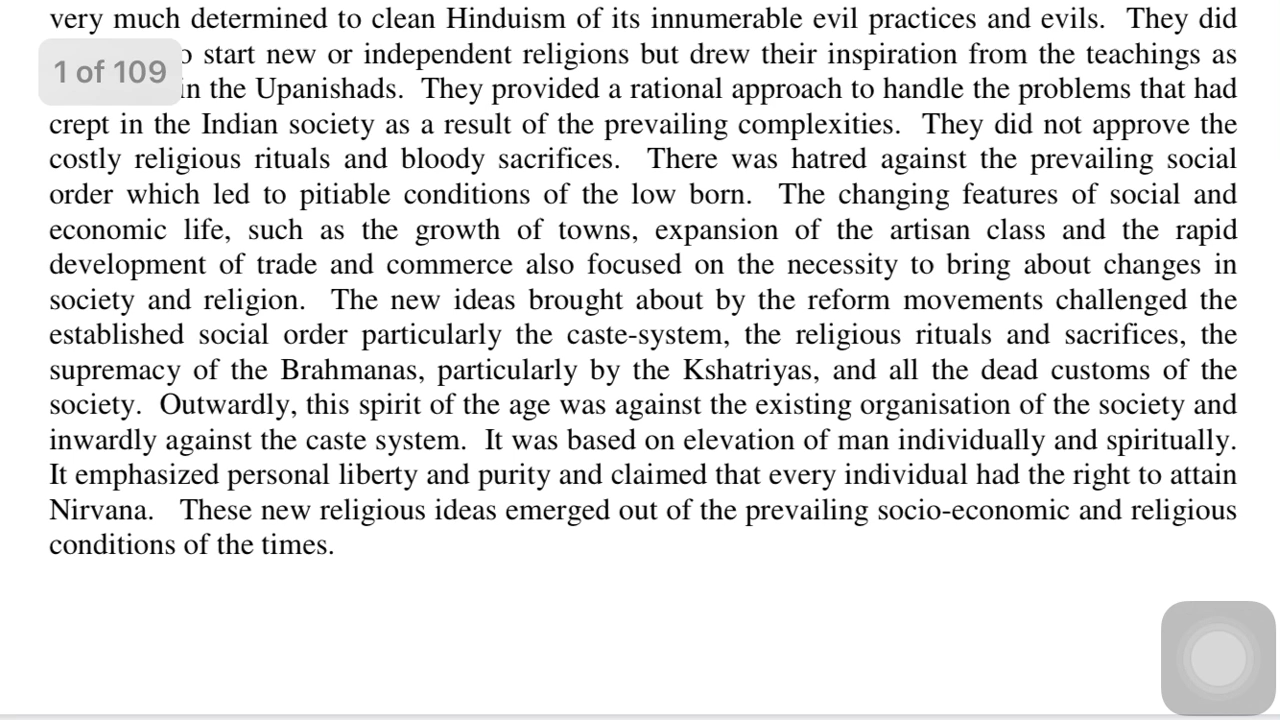 very much determined to clean Hinduism of its innumerable evil practices and evils. They did
start new or independent religions but drew their inspiration from the teachings as
1 of 109
in the Upanishads. They provided a rational approach to handle the problems that had
crept in the Indian society as a result of the prevailing complexities. They did not approve the
costly religious rituals and bloody sacrifices. There was hatred against the prevailing social
order which led to pitiable conditions of the low born. The changing features of social and
economic life, such as the growth of towns, expansion of the artisan class and the rapid
development of trade and commerce also focused on the necessity to bring about changes in
society and religion. The new ideas brought about by the reform movements challenged the
established social order particularly the caste-system, the religious rituals and sacrifices, the
supremacy of the Brahmanas, particularly by the Kshatriyas, and all the dead customs of the
society. Outwardly, this spirit of the age was against the existing organisation of the society and
inwardly against the caste system. It was based on elevation of man individually and spiritually.
It emphasized personal liberty and purity and claimed that every individual had the right to attain
Nirvana. These new religious ideas emerged out of the prevailing socio-economic and religious
conditions of the times.